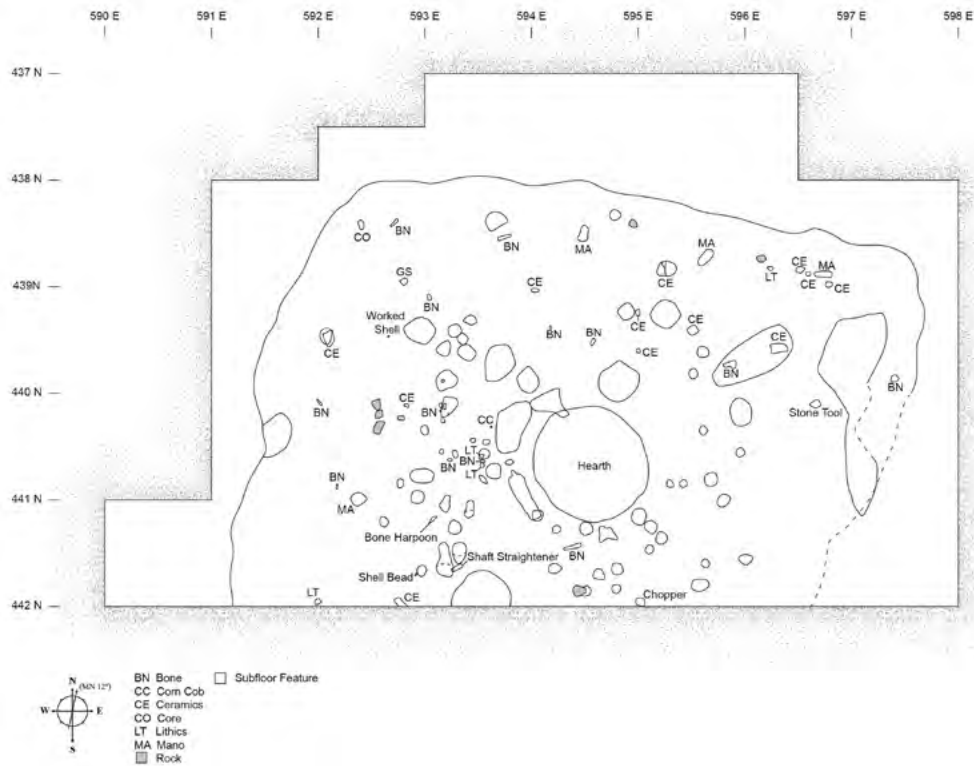 590 E 591 E 592 E 593 E 594 E 595 E 596 E 597 E 598 E
437 N
438 N
CO
BN
BN
MA
MA
CE
LT
CE
CE
MA
CE
439 N
GS
BN
CE
Worked
Shell
CE
BN
BN
CE
CE
CE
CE
BN
BN
440 N
BN
CE
BN
CC
Stone Tool
LT
BN
BN
LT
Hearth
441 N
BN
MA
Bone Harpoon
Shaft Straightener
BN
Shell Bead
442 N
LT
CE
Chopper
N
(MN 12°)
W E
S
BN Bone
CC Corn Cob
CE Ceramics
CO Core
LT Lithics
MA Mano
Rock
Subfloor Feature